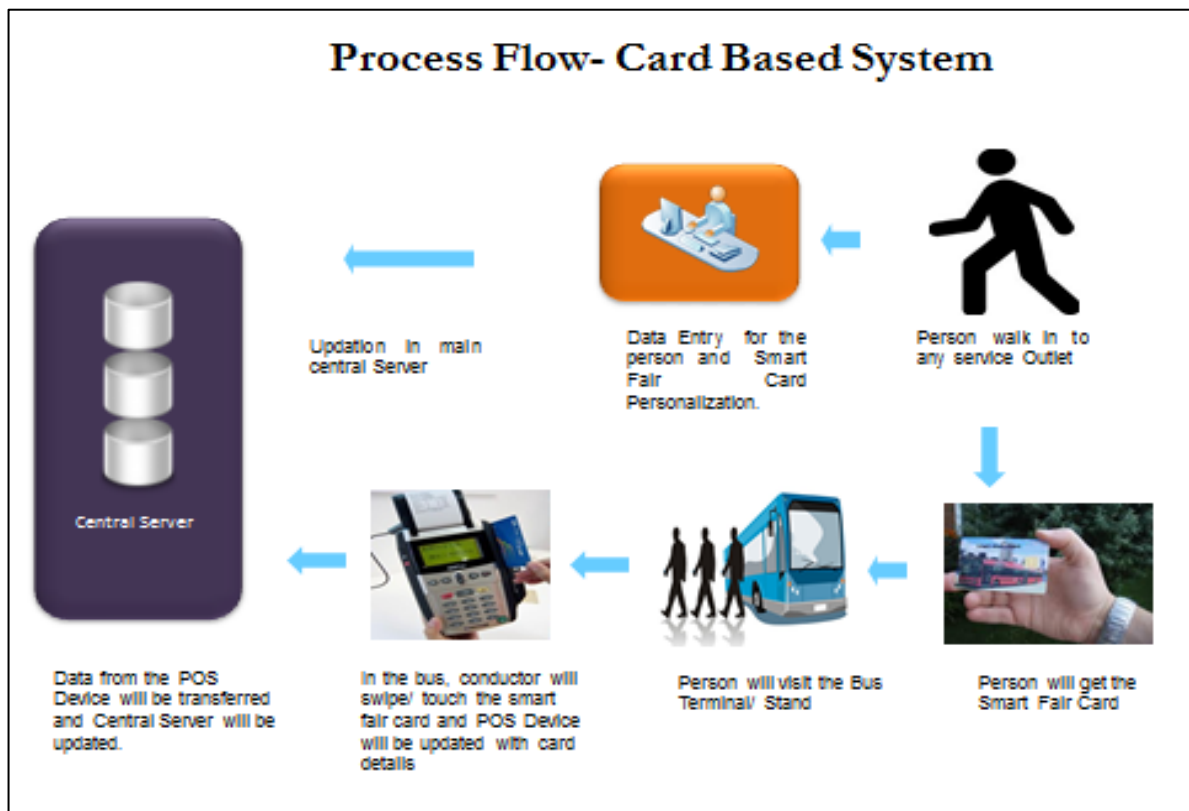 Process Flow- Card Based System
Updation in main
central Server
Data Entry for the
person and Smart
Fair Card
Personalization.
Person walk in to
any service Outlet
Central Server
Data from the POS
Device will be transferred
and Central Server will be
updated.
In the bus, conductor will
swipe/ touch the smart
fair card and POS Device
will be updated with card
details
Person will visit the Bus
Terminal/ Stand
Person will get the
Smart Fair Card